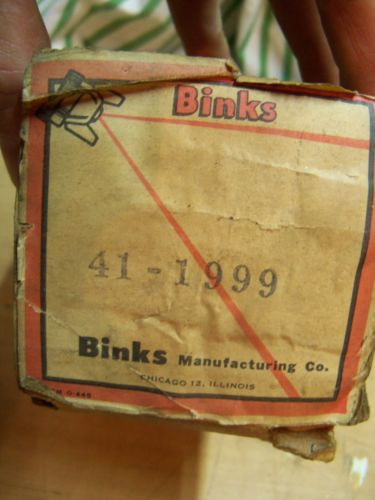 Binks
41-1999
Binks Manufacturing Co.
CHICAGO 12, ILLINOIS